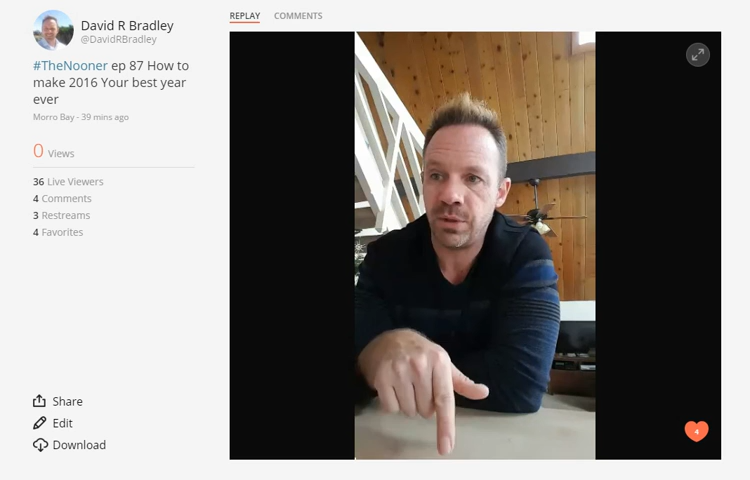 David R Bradley
@DavidRBradley
#TheNooner ep 87 How to
make 2016 Your best year
ever
Morro Bay - 39 mins ago
0 Views
36 Live Viewers
4 Comments
3 Restreams
4 Favorites
Share
Edit
Download
REPLAY COMMENTS
4